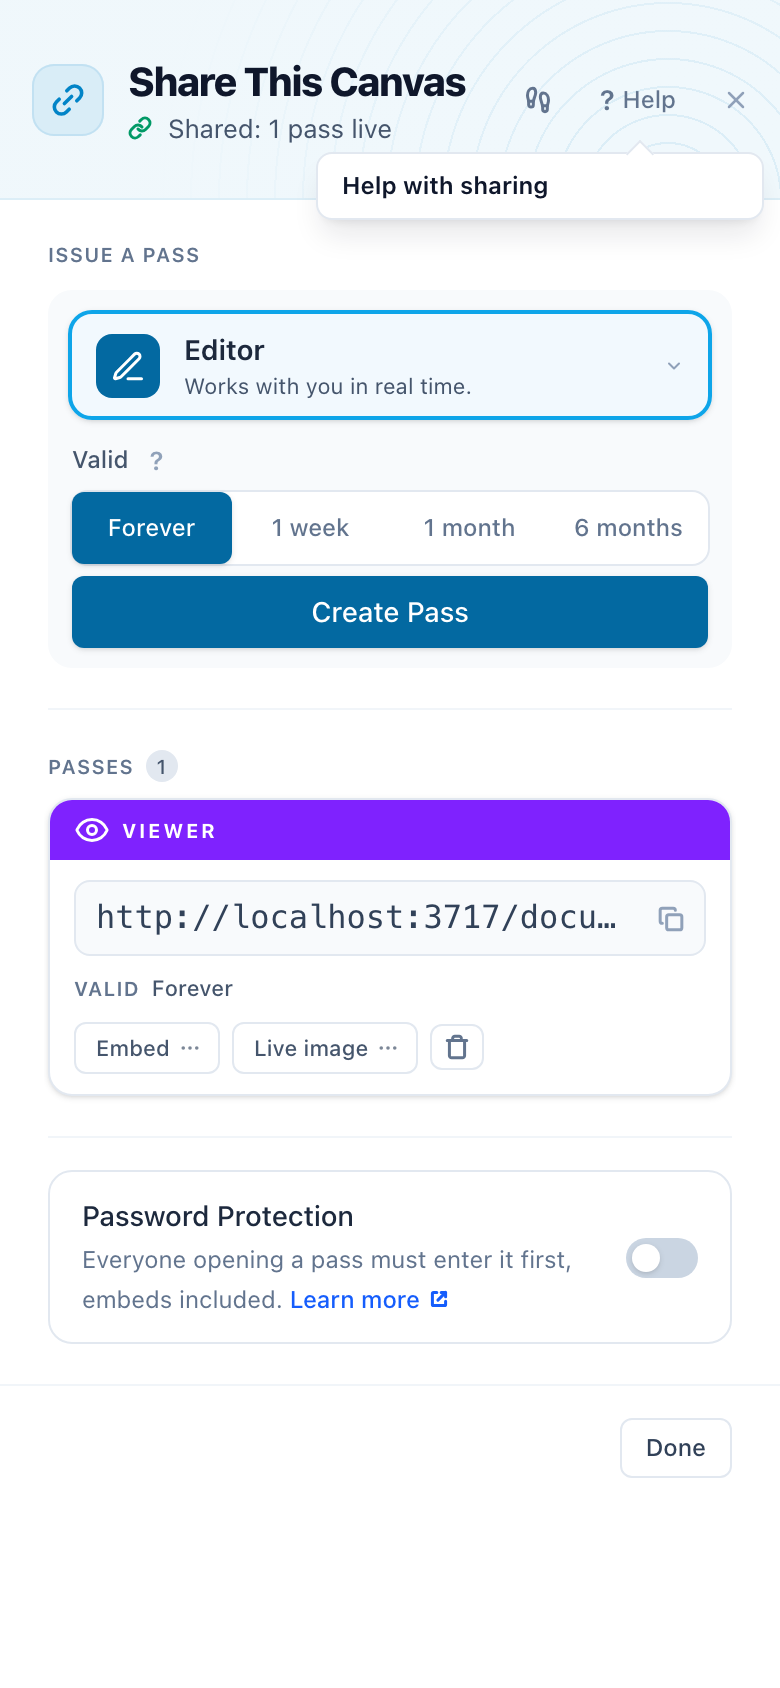 Share This Canvas
Shared: 1 pass live
? Help
Help with sharing
ISSUE A PASS
Editor
Works with you in real time.
Valid ?
Forever 1 week 1 month 6 months
Create Pass
PASSES 1
VIEWER
http://localhost:3717/docu…
VALID Forever
Embed ···
Live image ···
Password Protection
Everyone opening a pass must enter it first,
embeds included. Learn more
Done